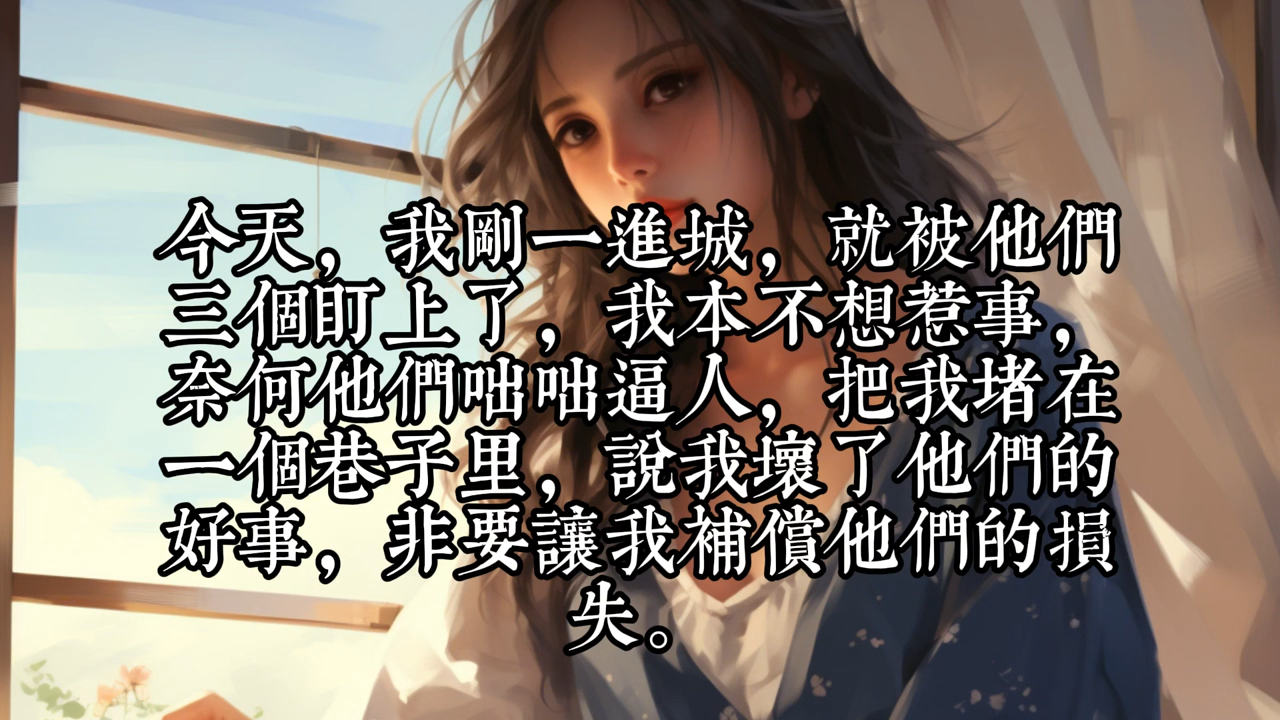 今天，我剛一進城，就被他們
三個盯上了，我本不想惹事，
奈何他們咄咄逼人，把我堵在
一個巷子里，說我壞了他們的
好事，非要讓我補償他們的損
失。